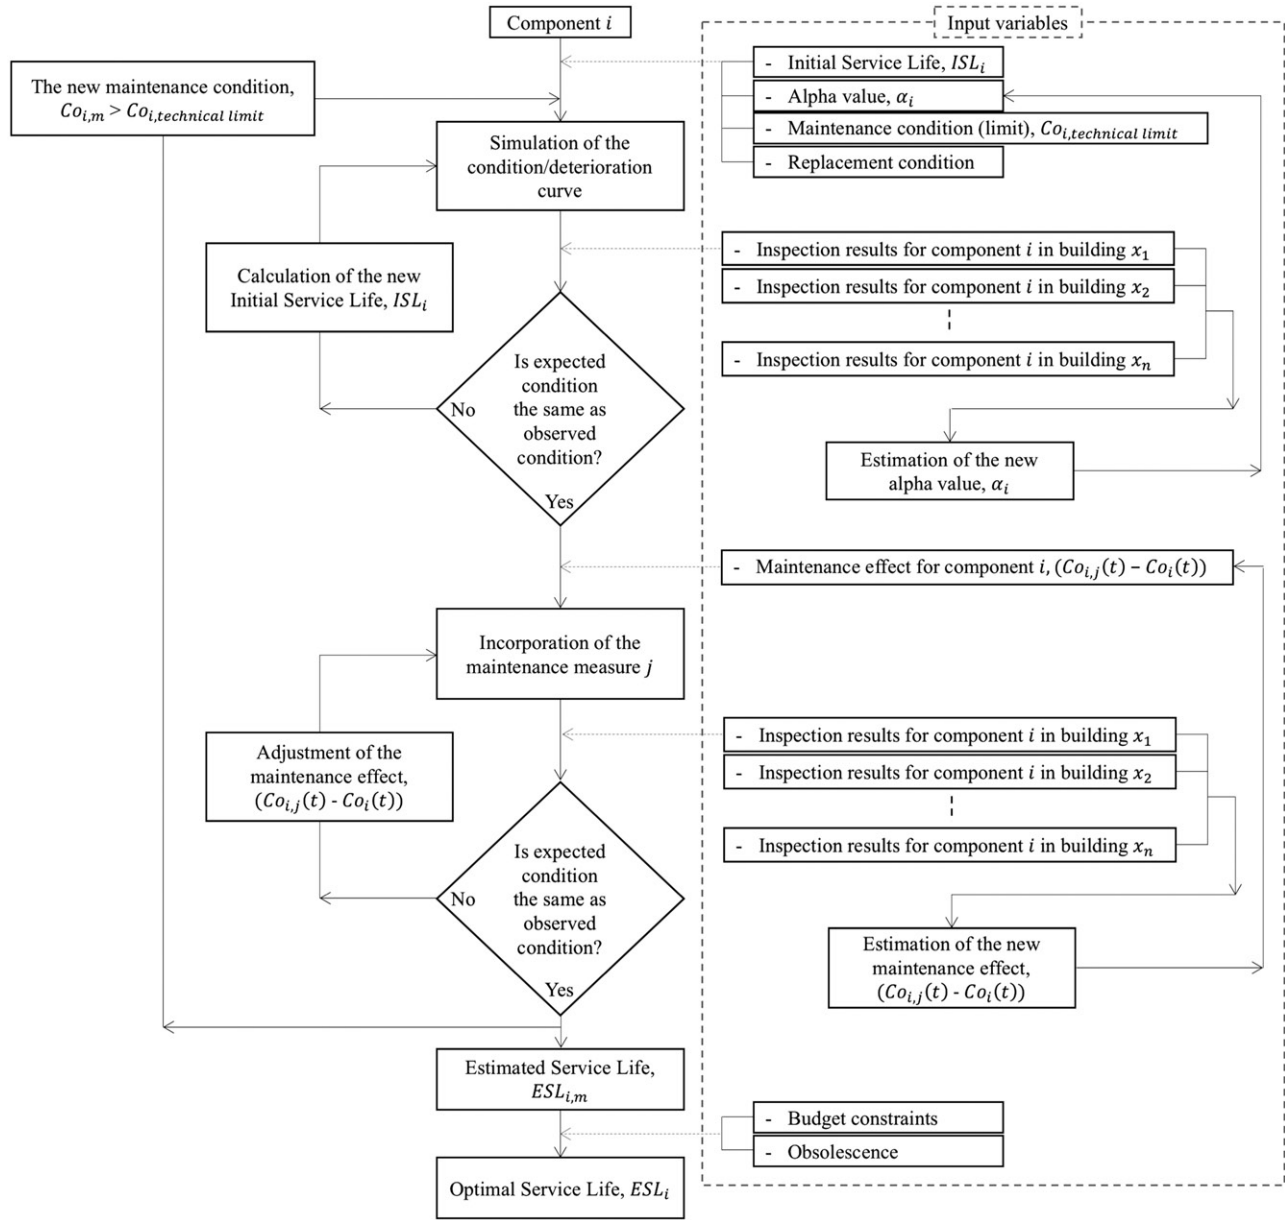 Component i
Input variables
The new maintenance condition,
Co_{i,m} > Co_{i,technical limit}
- Initial Service Life, ISL_i
- Alpha value, α_i
- Maintenance condition (limit), Co_{i,technical limit}
- Replacement condition
Simulation of the
condition/deterioration
curve
Calculation of the new
Initial Service Life, ISL_i
- Inspection results for component i in building x_1
- Inspection results for component i in building x_2
- Inspection results for component i in building x_n
Is expected
condition
the same as
observed
condition?
No
Yes
Estimation of the new
alpha value, α_i
- Maintenance effect for component i, (Co_{i,j}(t) – Co_i(t))
Incorporation of the
maintenance measure j
Adjustment of the
maintenance effect,
(Co_{i,j}(t) - Co_i(t))
- Inspection results for component i in building x_1
- Inspection results for component i in building x_2
- Inspection results for component i in building x_n
Is expected
condition
the same as
observed
condition?
No
Yes
Estimation of the new
maintenance effect,
(Co_{i,j}(t) - Co_i(t))
Estimated Service Life,
ESL_{i,m}
- Budget constraints
- Obsolescence
Optimal Service Life, ESL_i